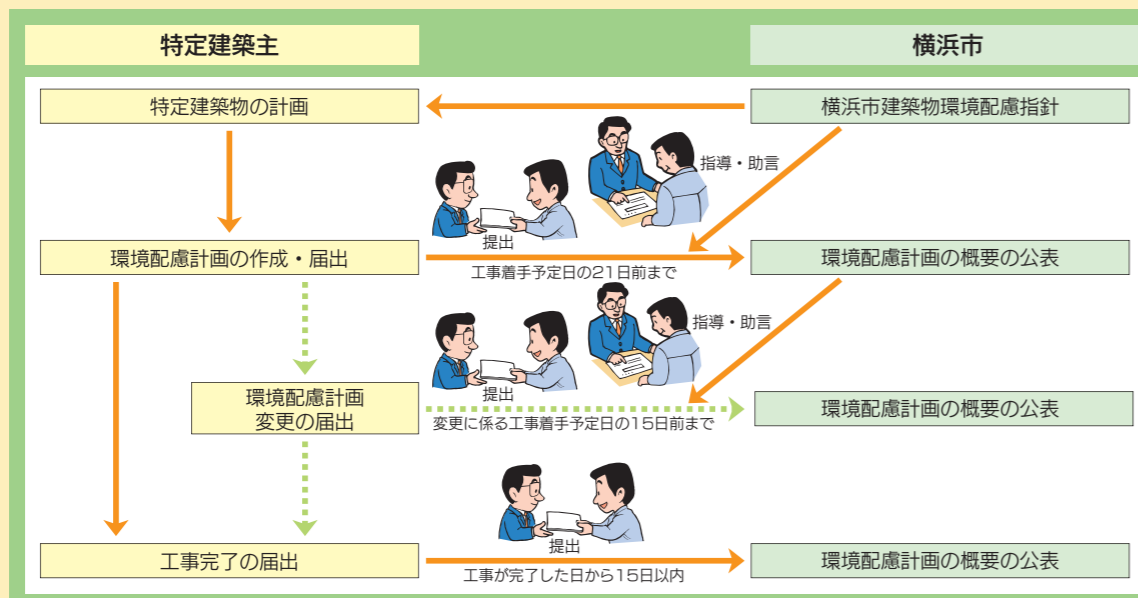 特定建築主
横浜市
特定建築物の計画
横浜市建築物環境配慮指針
指導・助言
提出
環境配慮計画の作成・届出
工事着手予定日の21日前まで
環境配慮計画の概要の公表
指導・助言
提出
環境配慮計画
変更の届出
変更に係る工事着手予定日の15日前まで
環境配慮計画の概要の公表
提出
工事完了の届出
工事が完了した日から15日以内
環境配慮計画の概要の公表